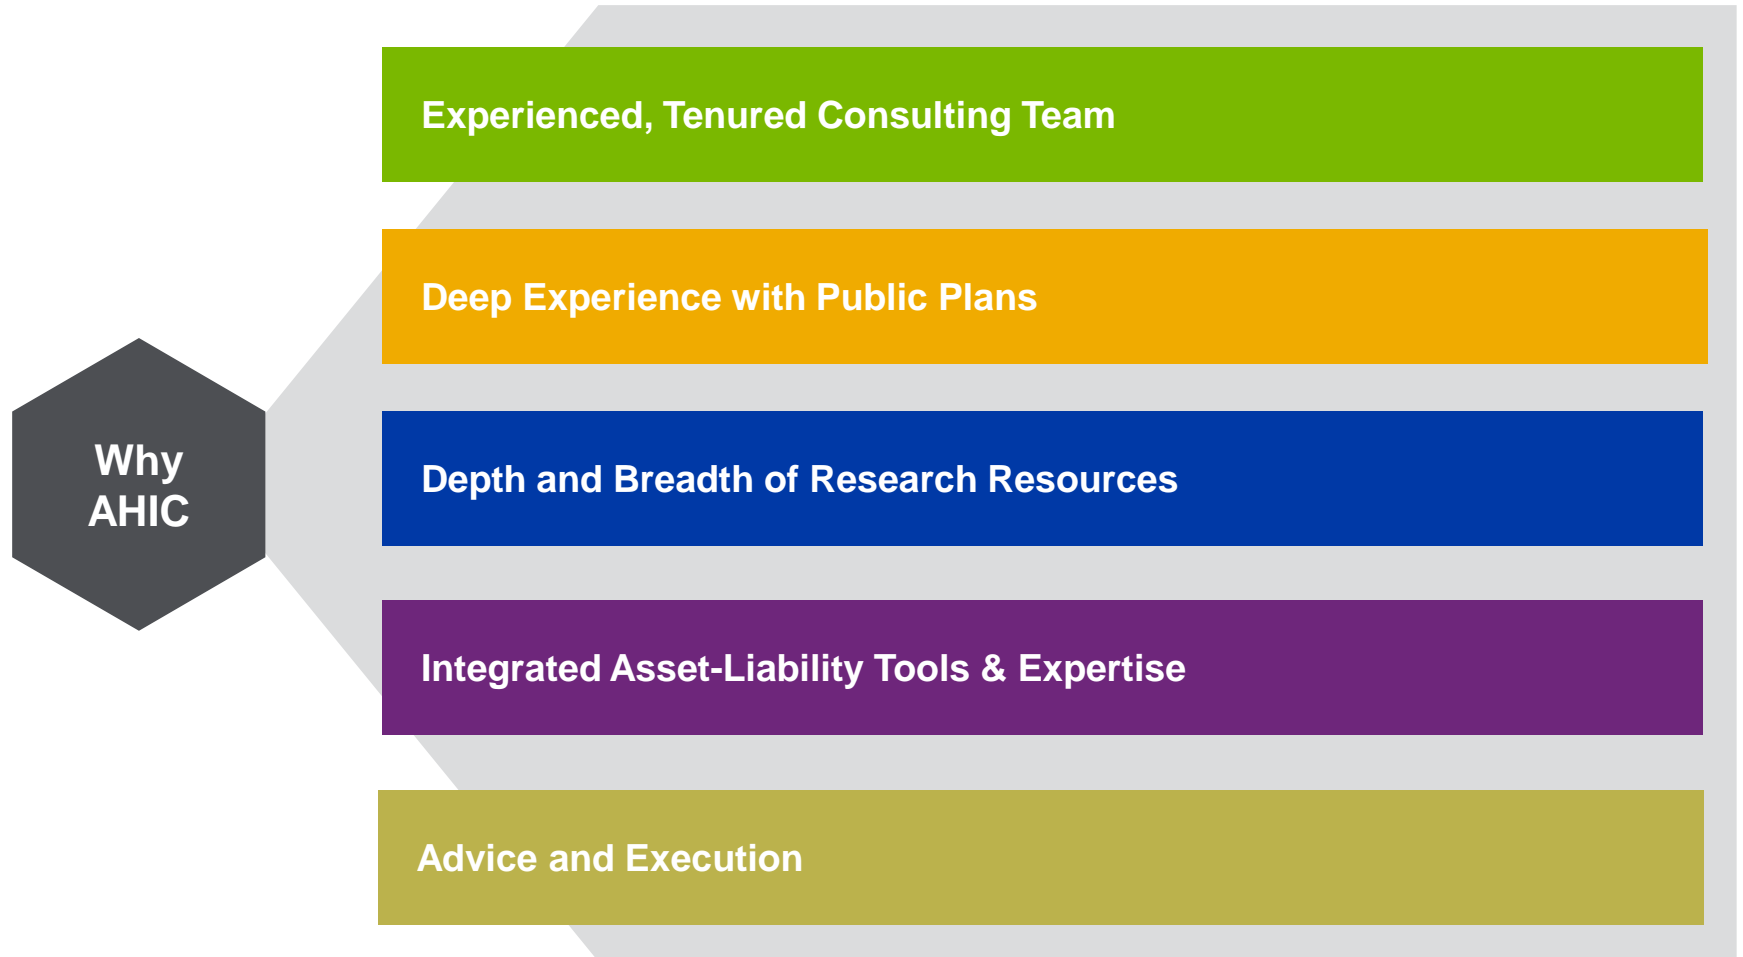 Experienced, Tenured Consulting Team
Deep Experience with Public Plans
Why
AHIC
Depth and Breadth of Research Resources
Integrated Asset-Liability Tools & Expertise
Advice and Execution